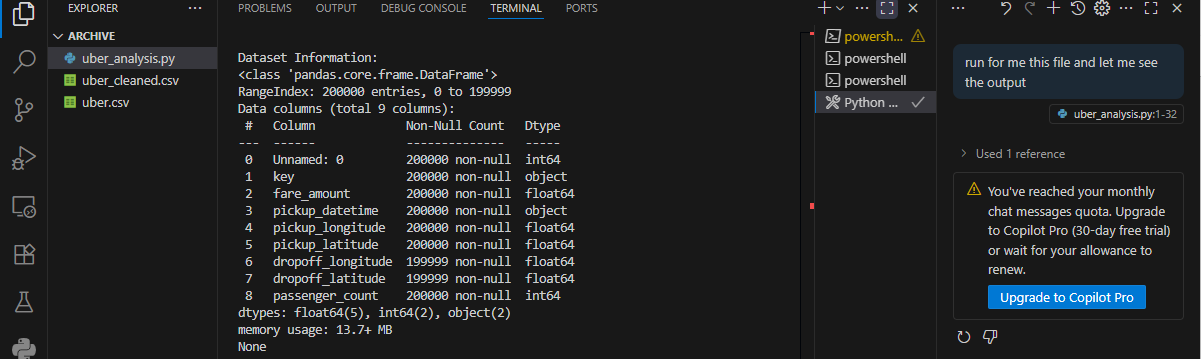 EXPLORER ...
ARCHIVE
uber_analysis.py
uber_cleaned.csv
uber.csv
PROBLEMS OUTPUT DEBUG CONSOLE TERMINAL PORTS
Dataset Information:
<class 'pandas.core.frame.DataFrame'>
RangeIndex: 200000 entries, 0 to 199999
Data columns (total 9 columns):
 #   Column             Non-Null Count   Dtype
---  ------             --------------   -----
 0   Unnamed: 0         200000 non-null  int64
 1   key                200000 non-null  object
 2   fare_amount        200000 non-null  float64
 3   pickup_datetime    200000 non-null  object
 4   pickup_longitude   200000 non-null  float64
 5   pickup_latitude    200000 non-null  float64
 6   dropoff_longitude  199999 non-null  float64
 7   dropoff_latitude   199999 non-null  float64
 8   passenger_count    200000 non-null  int64
dtypes: float64(5), int64(2), object(2)
memory usage: 13.7+ MB
None
powersh...
powershell
powershell
Python ...
run for me this file and let me see
the output
uber_analysis.py:1-32
Used 1 reference
You've reached your monthly
chat messages quota. Upgrade
to Copilot Pro (30-day free trial)
or wait for your allowance to
renew.
Upgrade to Copilot Pro